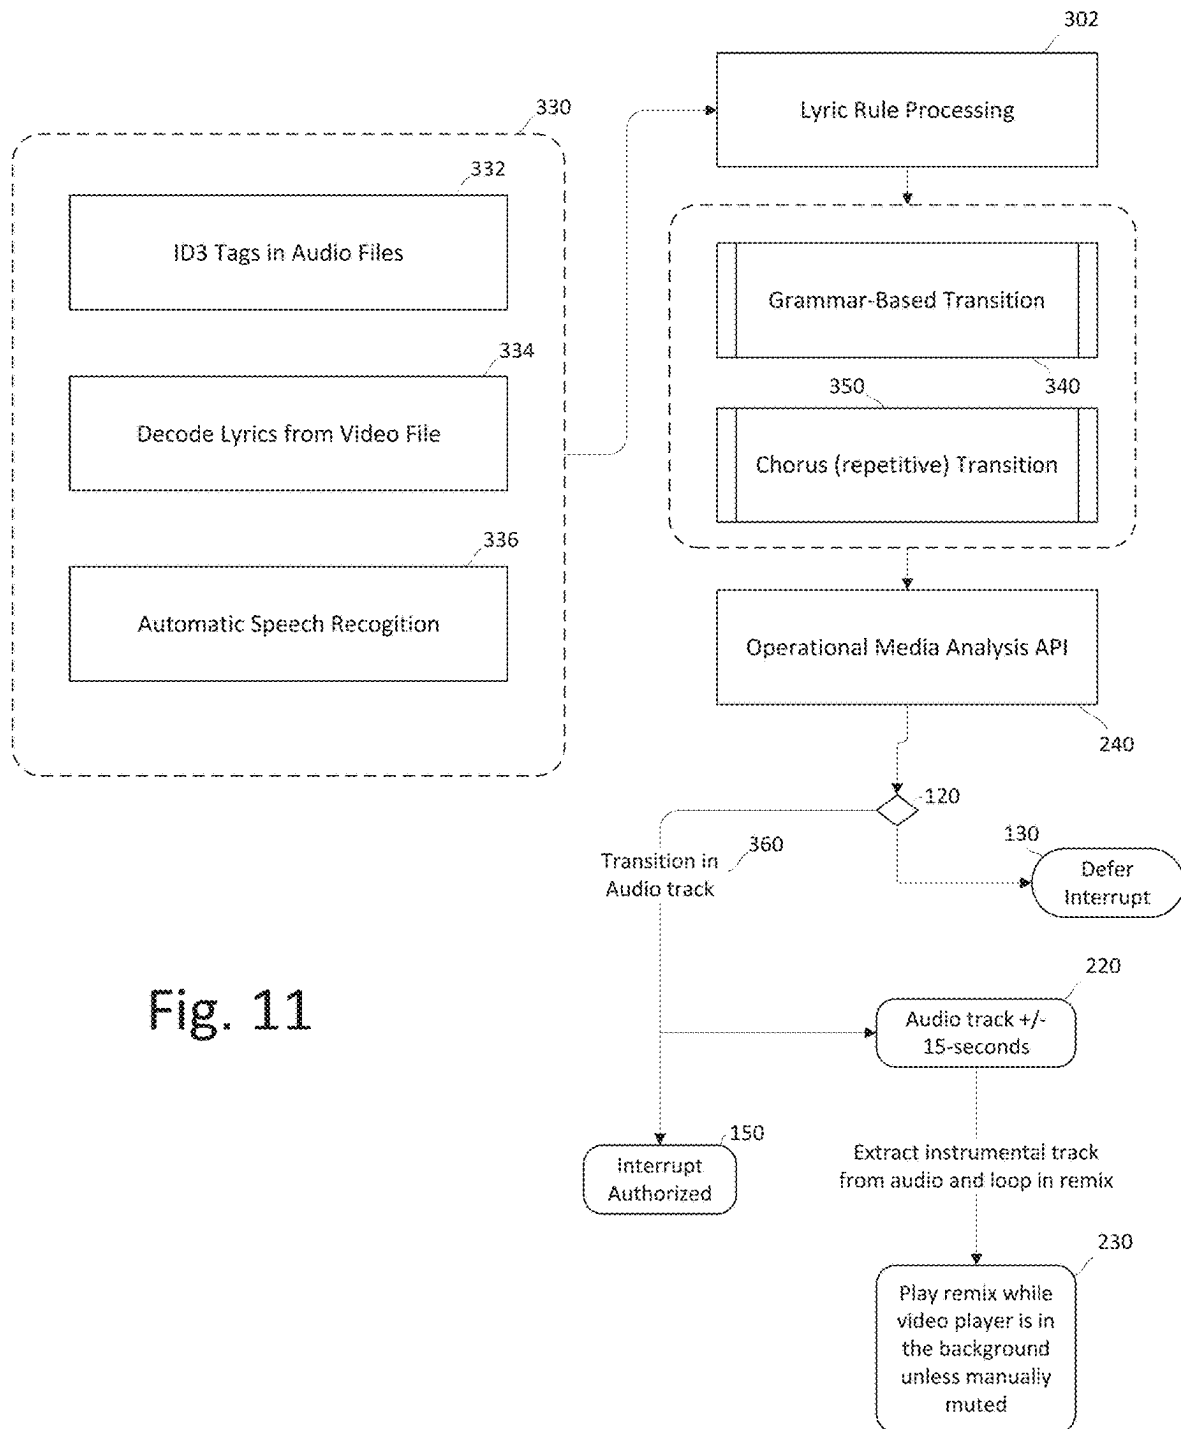 302
Lyric Rule Processing
330
332
ID3 Tags in Audio Files
334
Decode Lyrics from Video File
336
Automatic Speech Recogition
Grammar-Based Transition
340
350
Chorus (repetitive) Transition
Operational Media Analysis API
240
120
130
Defer
Interrupt
360
Transition in
Audio track
220
Audio track +/-
15-seconds
150
Interrupt
Authorized
Extract instrumental track
from audio and loop in remix
230
Play remix while
video player is in
the background
unless manually
muted
Fig. 11